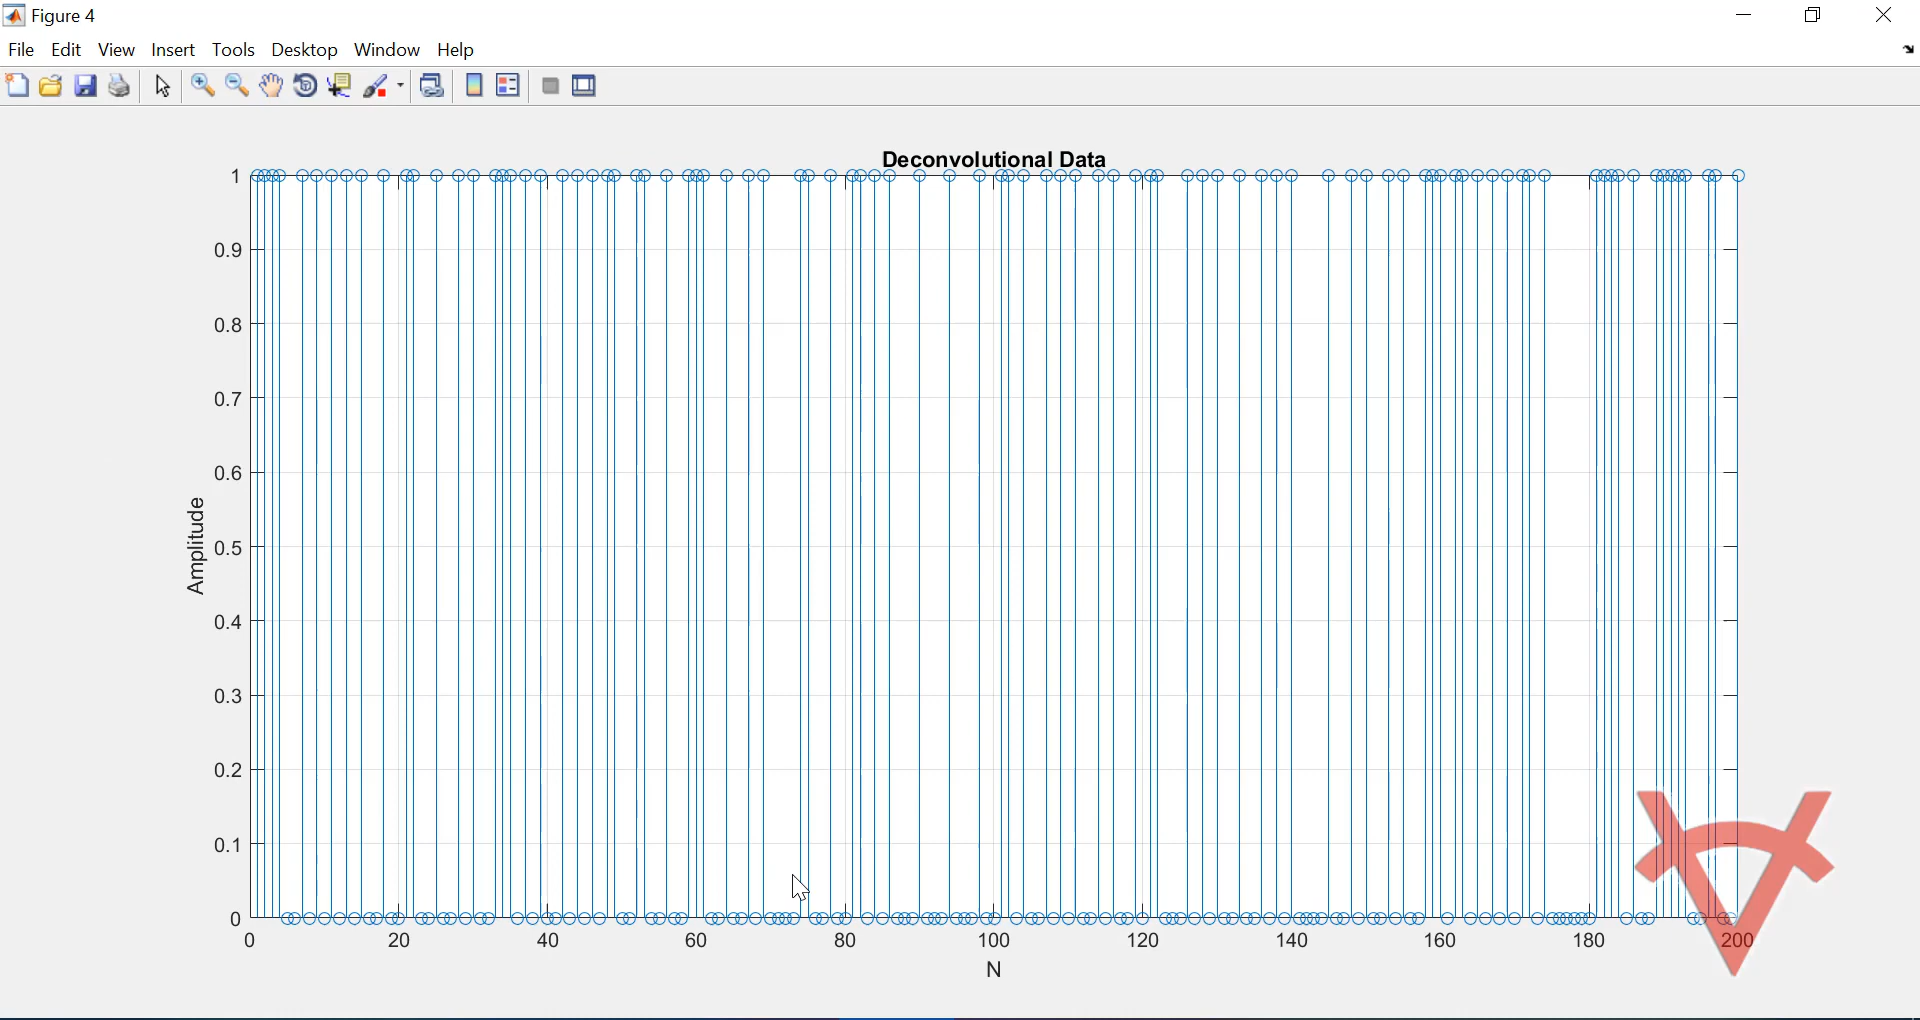 Figure 4
File Edit View Insert Tools Desktop Window Help
Deconvolutional Data
1
0.9
0.8
0.7
0.6
0.5
0.4
0.3
0.2
0.1
0
Amplitude
0 20 40 60 80 100 120 140 160 180 200
N